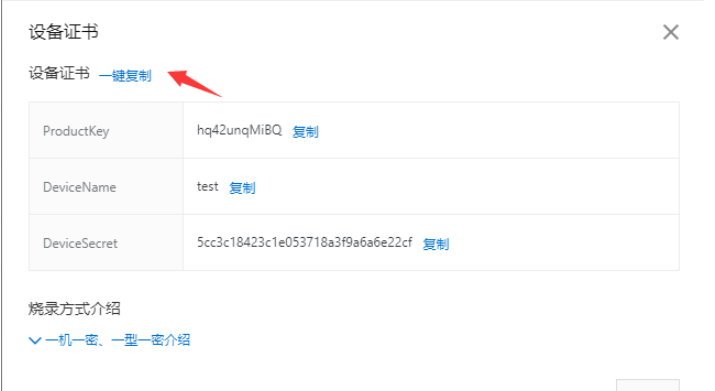 设备证书
设备证书 一键复制
ProductKey hq42unqMiBQ 复制
DeviceName test 复制
DeviceSecret 5cc3c18423c1e053718a3f9a6a6e22cf 复制
烧录方式介绍
一机一密、一型一密介绍